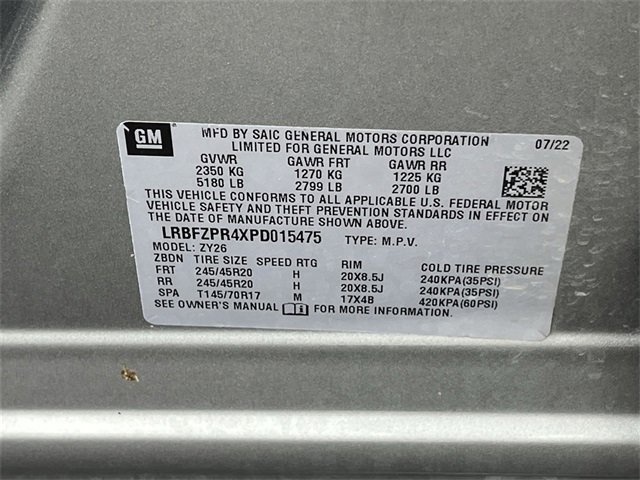 GM
MFD BY SAIC GENERAL MOTORS CORPORATION 07/22
LIMITED FOR GENERAL MOTORS LLC
GVWR GAWR FRT GAWR RR
2350 KG 1270 KG 1225 KG
5180 LB 2799 LB 2700 LB
THIS VEHICLE CONFORMS TO ALL APPLICABLE U.S. FEDERAL MOTOR
VEHICLE SAFETY AND THEFT PREVENTION STANDARDS IN EFFECT ON
THE DATE OF MANUFACTURE SHOWN ABOVE.
LRBFZPR4XPD015475 TYPE: M.P.V.
MODEL: ZY26
ZBDN TIRE SIZE SPEED RTG RIM COLD TIRE PRESSURE
FRT 245/45R20 H 20X8.5J 240KPA(35PSI)
RR 245/45R20 H 20X8.5J 240KPA(35PSI)
SPA T145/70R17 M 17X4B 420KPA(60PSI)
SEE OWNER'S MANUAL FOR MORE INFORMATION.